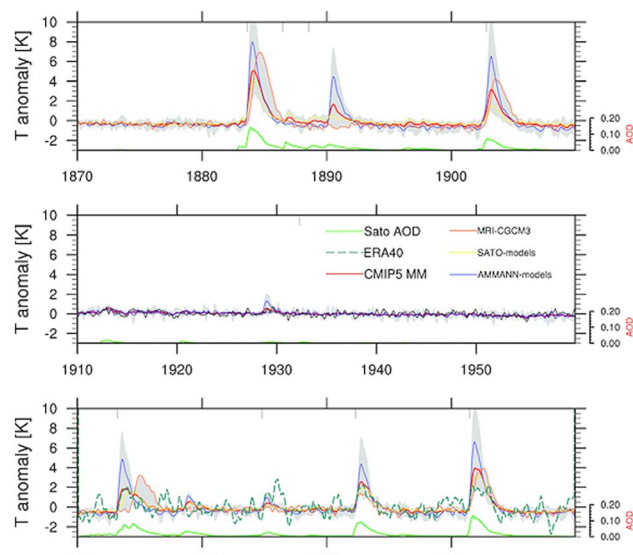 10
8
6
4
2
0
-2
T anomaly [K]
0.20
0.10
0.00
AOD
1870 1880 1890 1900
10
8
6
4
2
0
-2
T anomaly [K]
Sato AOD MRI-CGCM3
ERA40 SATO-models
CMIP5 MM AMMANN-models
0.20
0.10
0.00
AOD
1910 1920 1930 1940 1950
10
8
6
4
2
0
-2
T anomaly [K]
0.20
0.10
0.00
AOD